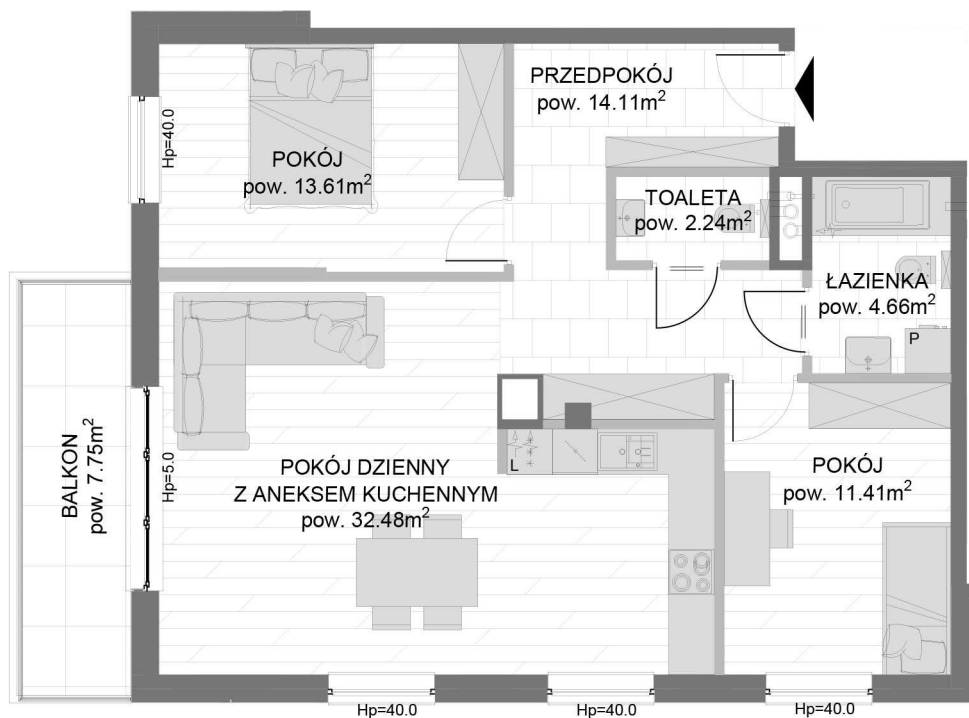 PRZEDPOKÓJ
pow. 14.11m²
POKÓJ
pow. 13.61m²
Hp=40.0
TOALETA
pow. 2.24m²
ŁAZIENKA
pow. 4.66m²
P
BALKON
pow. 7.75m²
Hp=5.0
L
POKÓJ DZIENNY
Z ANEKSEM KUCHENNYM
pow. 32.48m²
POKÓJ
pow. 11.41m²
Hp=40.0
Hp=40.0
Hp=40.0